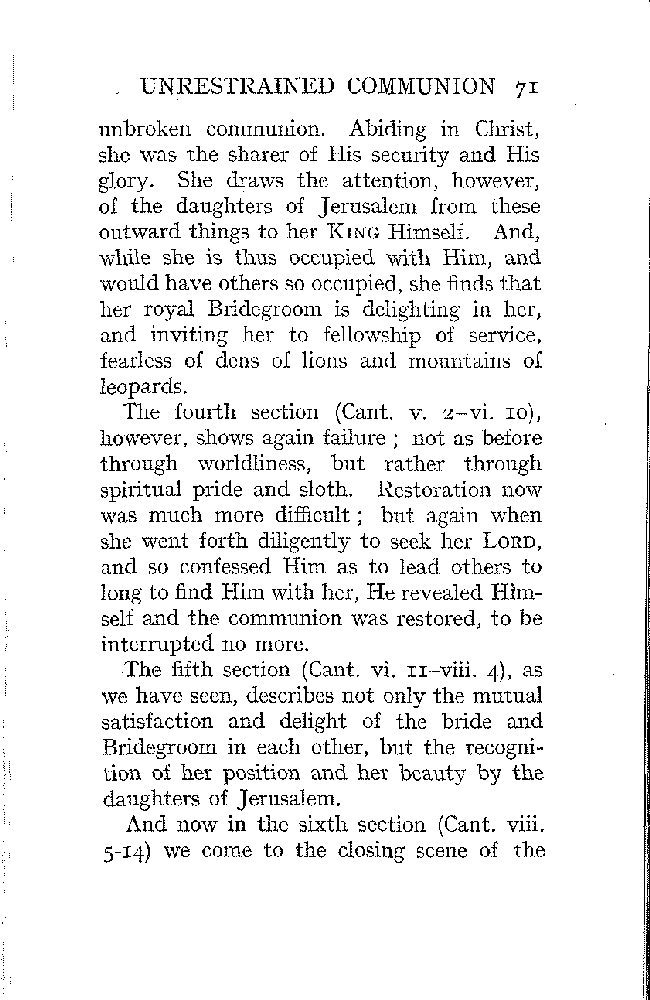 UNRESTRAINED COMMUNION 71
unbroken communion. Abiding in Christ,
she was the sharer of His security and His
glory. She draws the attention, however,
of the daughters of Jerusalem from these
outward things to her KING Himself. And,
while she is thus occupied with Him, and
would have others so occupied, she finds that
her royal Bridegroom is delighting in her,
and inviting her to fellowship of service,
fearless of dens of lions and mountains of
leopards.
The fourth section (Cant. v. 2–vi. 10),
however, shows again failure ; not as before
through worldliness, but rather through
spiritual pride and sloth. Restoration now
was much more difficult ; but again when
she went forth diligently to seek her LORD,
and so confessed Him as to lead others to
long to find Him with her, He revealed Him-
self and the communion was restored, to be
interrupted no more.
The fifth section (Cant. vi. 11–viii. 4), as
we have seen, describes not only the mutual
satisfaction and delight of the bride and
Bridegroom in each other, but the recogni-
tion of her position and her beauty by the
daughters of Jerusalem.
And now in the sixth section (Cant. viii.
5-14) we come to the closing scene of the